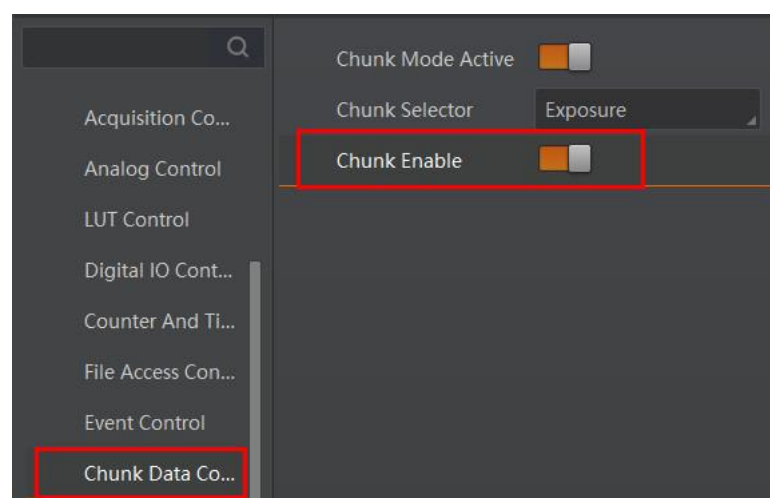 Chunk Mode Active
Acquisition Co...
Chunk Selector Exposure
Analog Control
Chunk Enable
LUT Control
Digital IO Cont...
Counter And Ti...
File Access Con...
Event Control
Chunk Data Co...